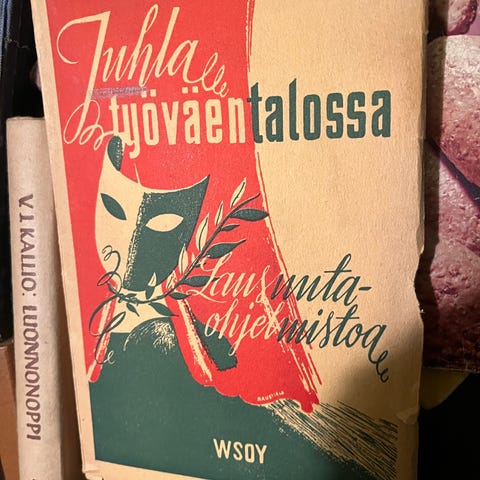 Juhla
työväentalossa
Lausunta-
ohjelmistoa
WSOY
V. I. KALLIO: LUONNONOPPI